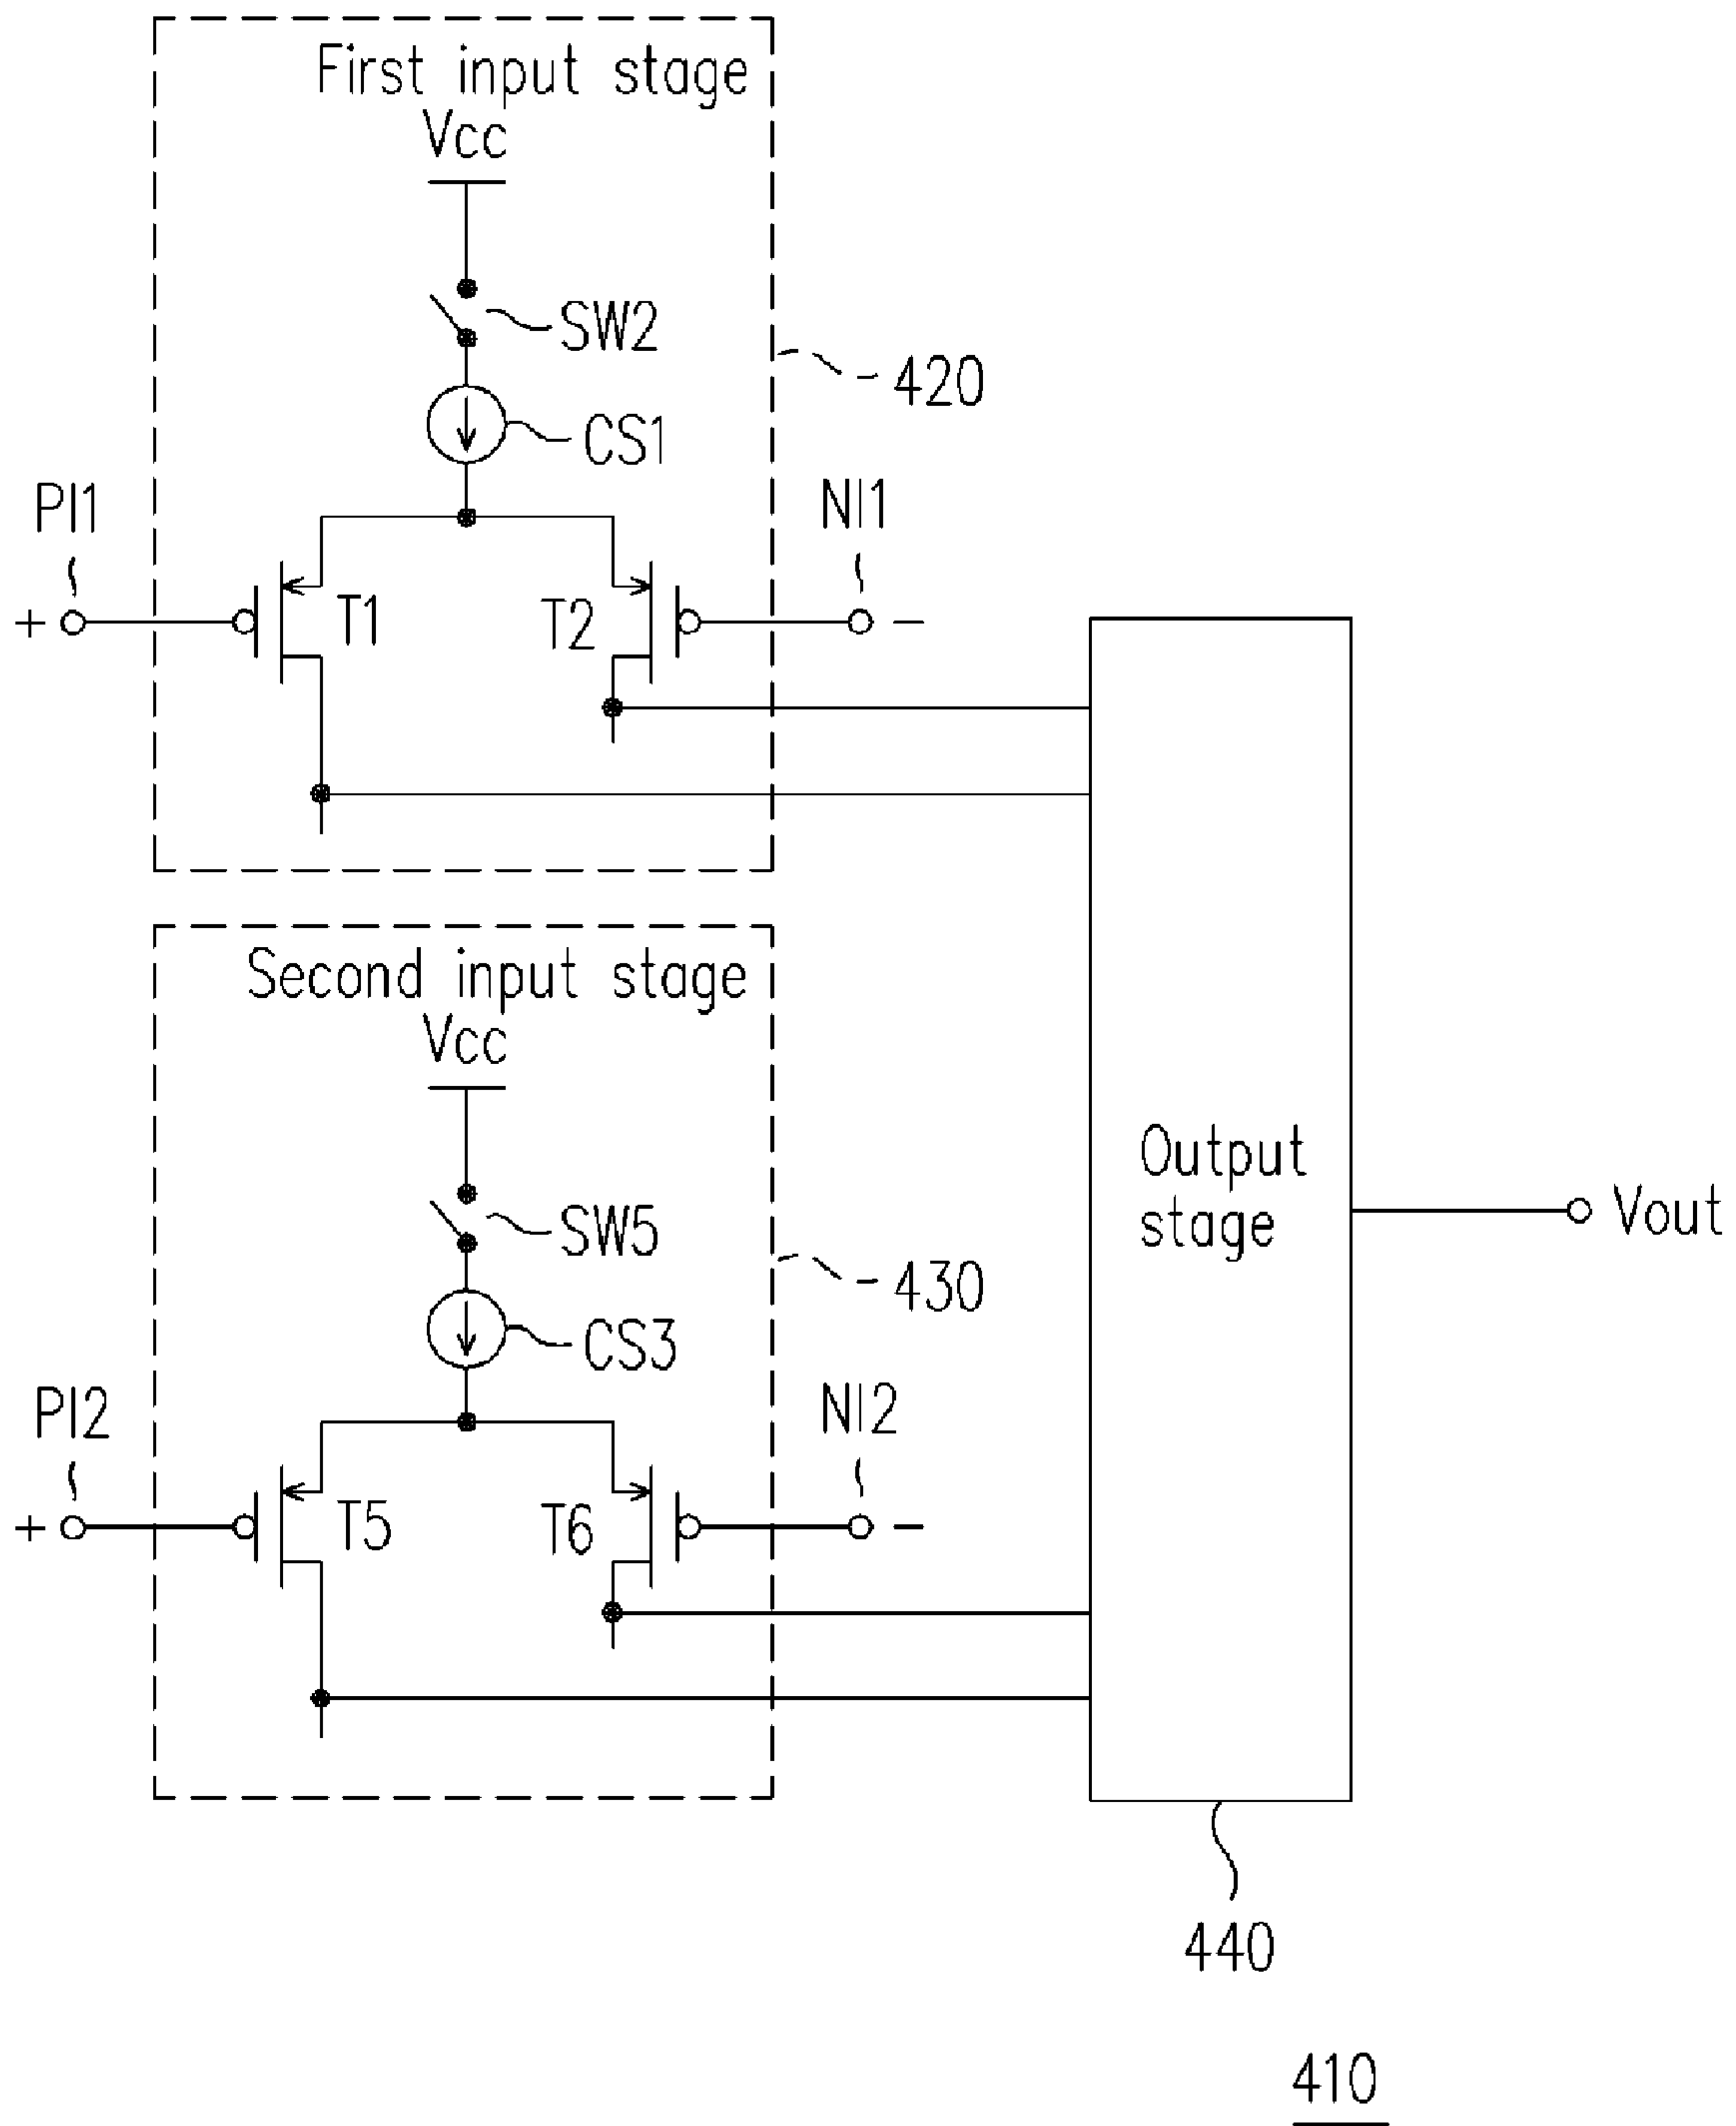 First input stage
Vcc
SW2
420
CS1
PI1
NI1
+
T1
T2
−
Second input stage
Vcc
SW5
430
CS3
PI2
NI2
+
T5
T6
−
Output
stage
Vout
440
410